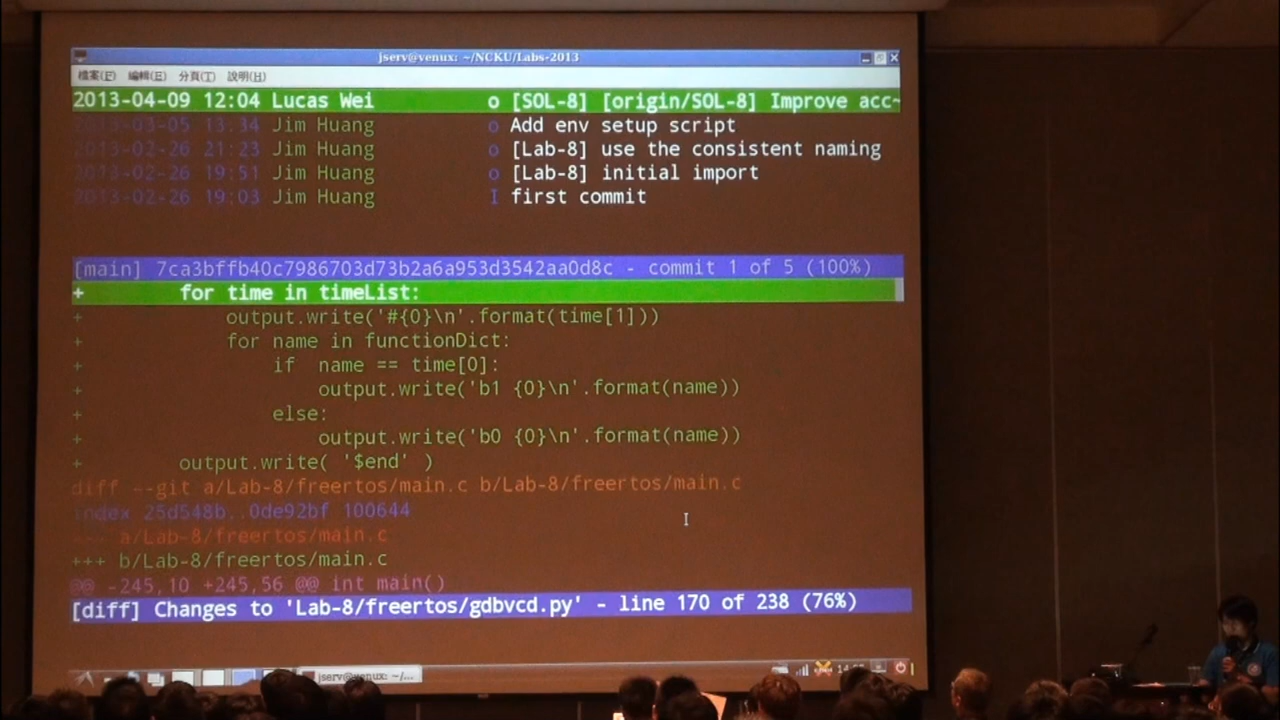 jserv@venux: ~/NCKU/Labs-2013
檔案(F) 編輯(E) 分頁(T) 說明(H)
2013-04-09 12:04 Lucas Wei o [SOL-8] [origin/SOL-8] Improve acc~
2013-03-05 13:34 Jim Huang o Add env setup script
2013-02-26 21:23 Jim Huang o [Lab-8] use the consistent naming
2013-02-26 19:51 Jim Huang o [Lab-8] initial import
2013-02-26 19:03 Jim Huang I first commit
[main] 7ca3bffb40c7986703d73b2a6a953d3542aa0d8c - commit 1 of 5 (100%)
+ for time in timeList:
+ output.write('#{0}\n'.format(time[1]))
+ for name in functionDict:
+ if name == time[0]:
+ output.write('b1 {0}\n'.format(name))
+ else:
+ output.write('b0 {0}\n'.format(name))
+ output.write( '$end' )
diff --git a/Lab-8/freertos/main.c b/Lab-8/freertos/main.c
index 25d548b..0de92bf 100644
--- a/Lab-8/freertos/main.c
+++ b/Lab-8/freertos/main.c
@@ -245,10 +245,56 @@ int main()
[diff] Changes to 'Lab-8/freertos/gdbvcd.py' - line 170 of 238 (76%)
jserv@venux: ~/...